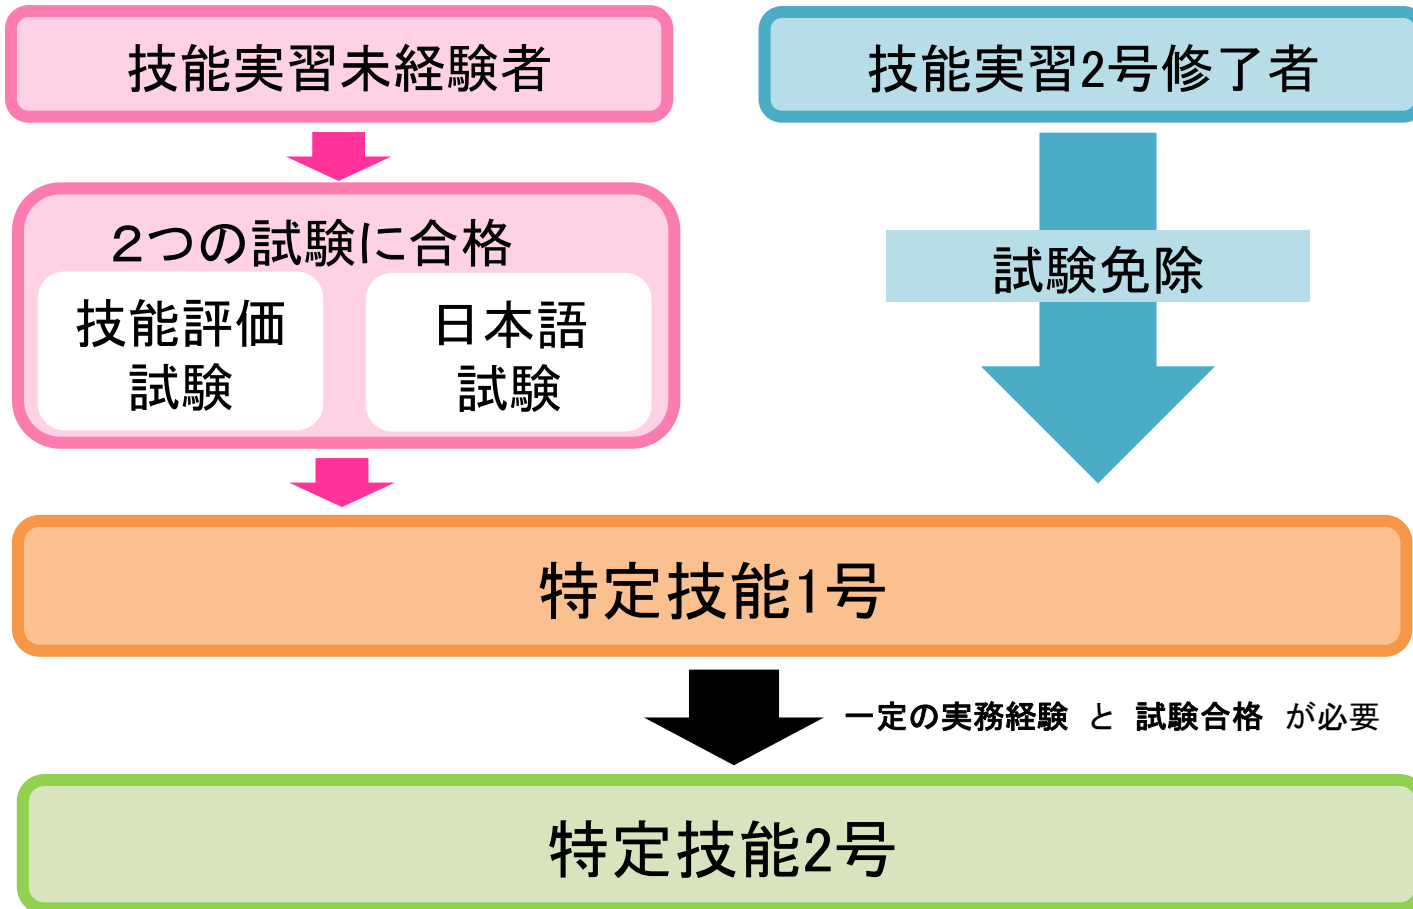 技能実習未経験者
技能実習2号修了者
２つの試験に合格
技能評価
試験
日本語
試験
試験免除
特定技能1号
一定の実務経験 と 試験合格 が必要
特定技能2号